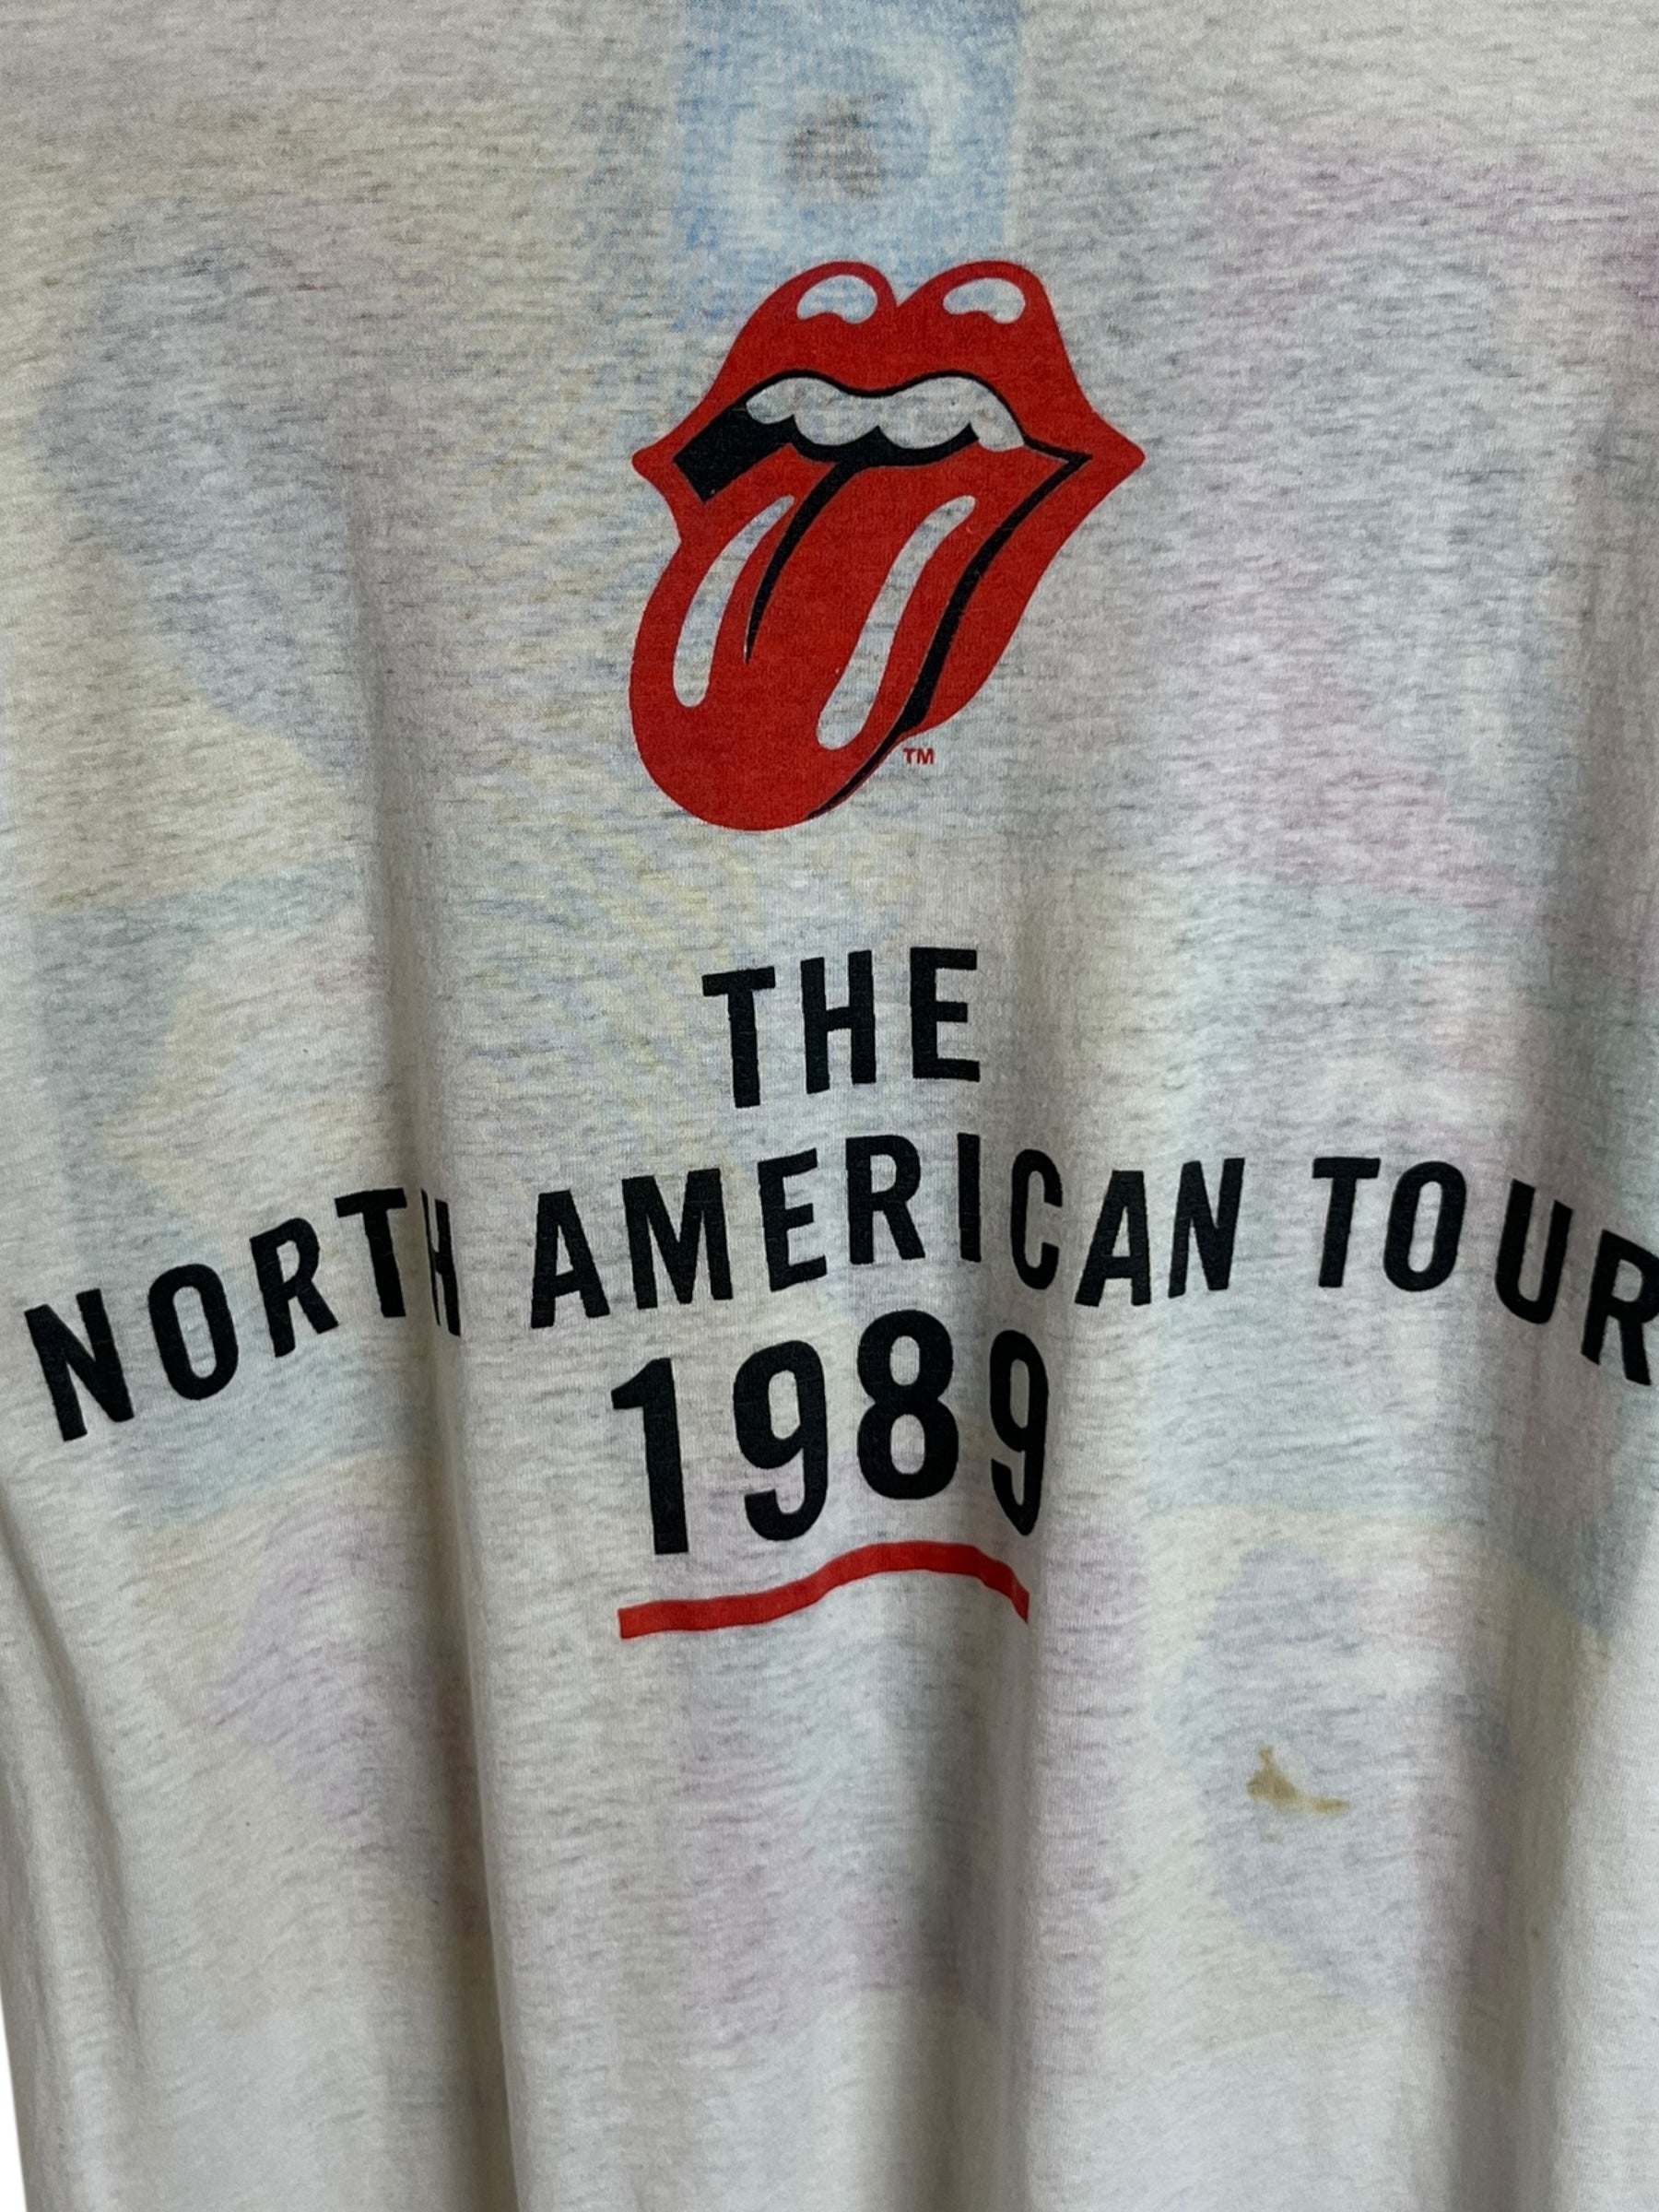 TM
THE
NORTH AMERICAN TOUR
1989